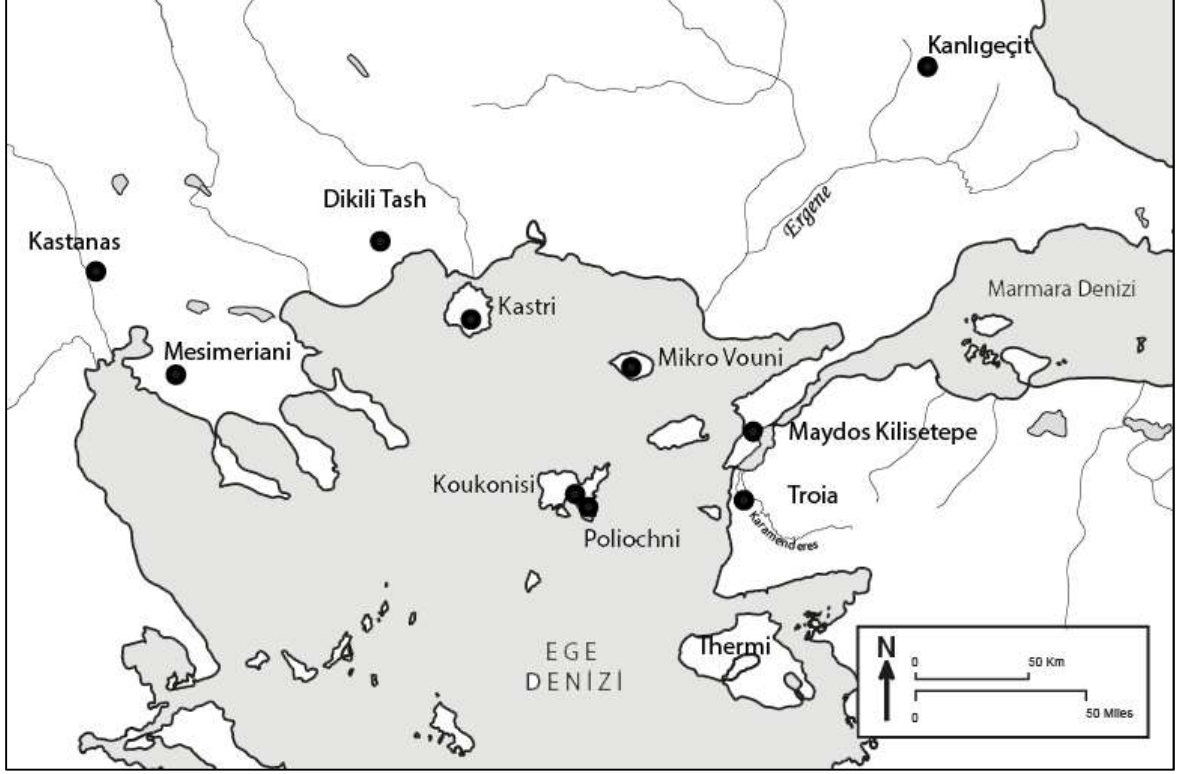 Kanlıgeçit
Dikili Tash
Ergene
Kastanas
Marmara Denizi
Kastri
Mesimeriani
Mikro Vouni
Maydos Kilisetepe
Koukonisi
Troia
Poliochni
Karamenderes
Thermi
EGE
DENİZİ
N
0
50 Km
0
50 Miles